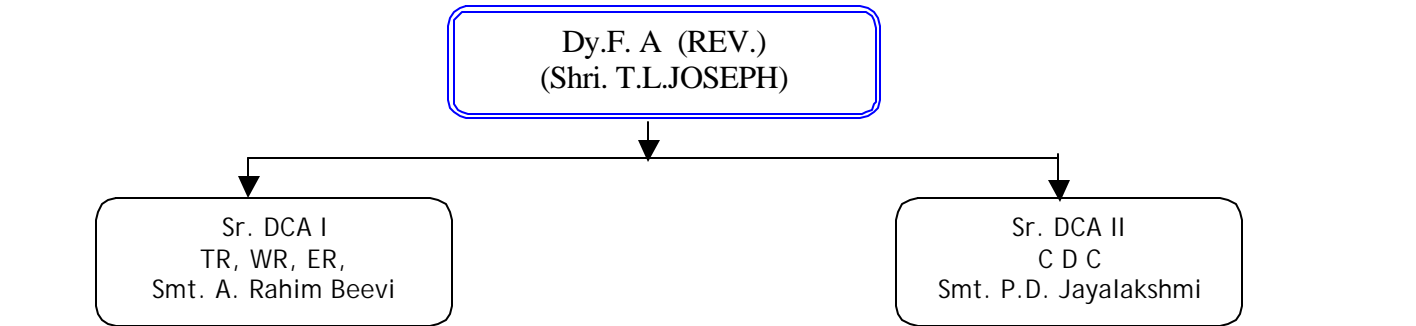 Dy.F. A (REV.)
(Shri. T.L.JOSEPH)
Sr. DCA I
TR, WR, ER,
Smt. A. Rahim Beevi
Sr. DCA II
C D C
Smt. P.D. Jayalakshmi